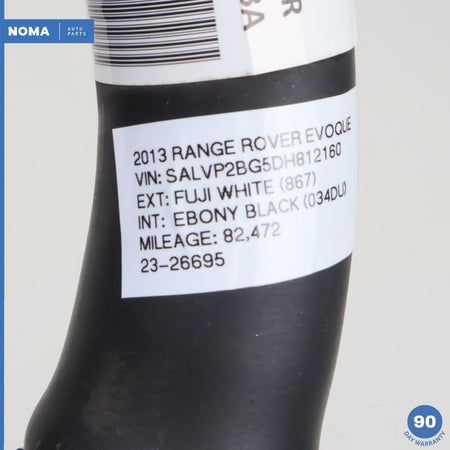 NOMA AUTO PARTS
R
3A
2013 RANGE ROVER EVOQUE
VIN: SALVP2BG5DH812160
EXT: FUJI WHITE (867)
INT: EBONY BLACK (034DU)
MILEAGE: 82,472
23-26695
90
DAY WARRANTY